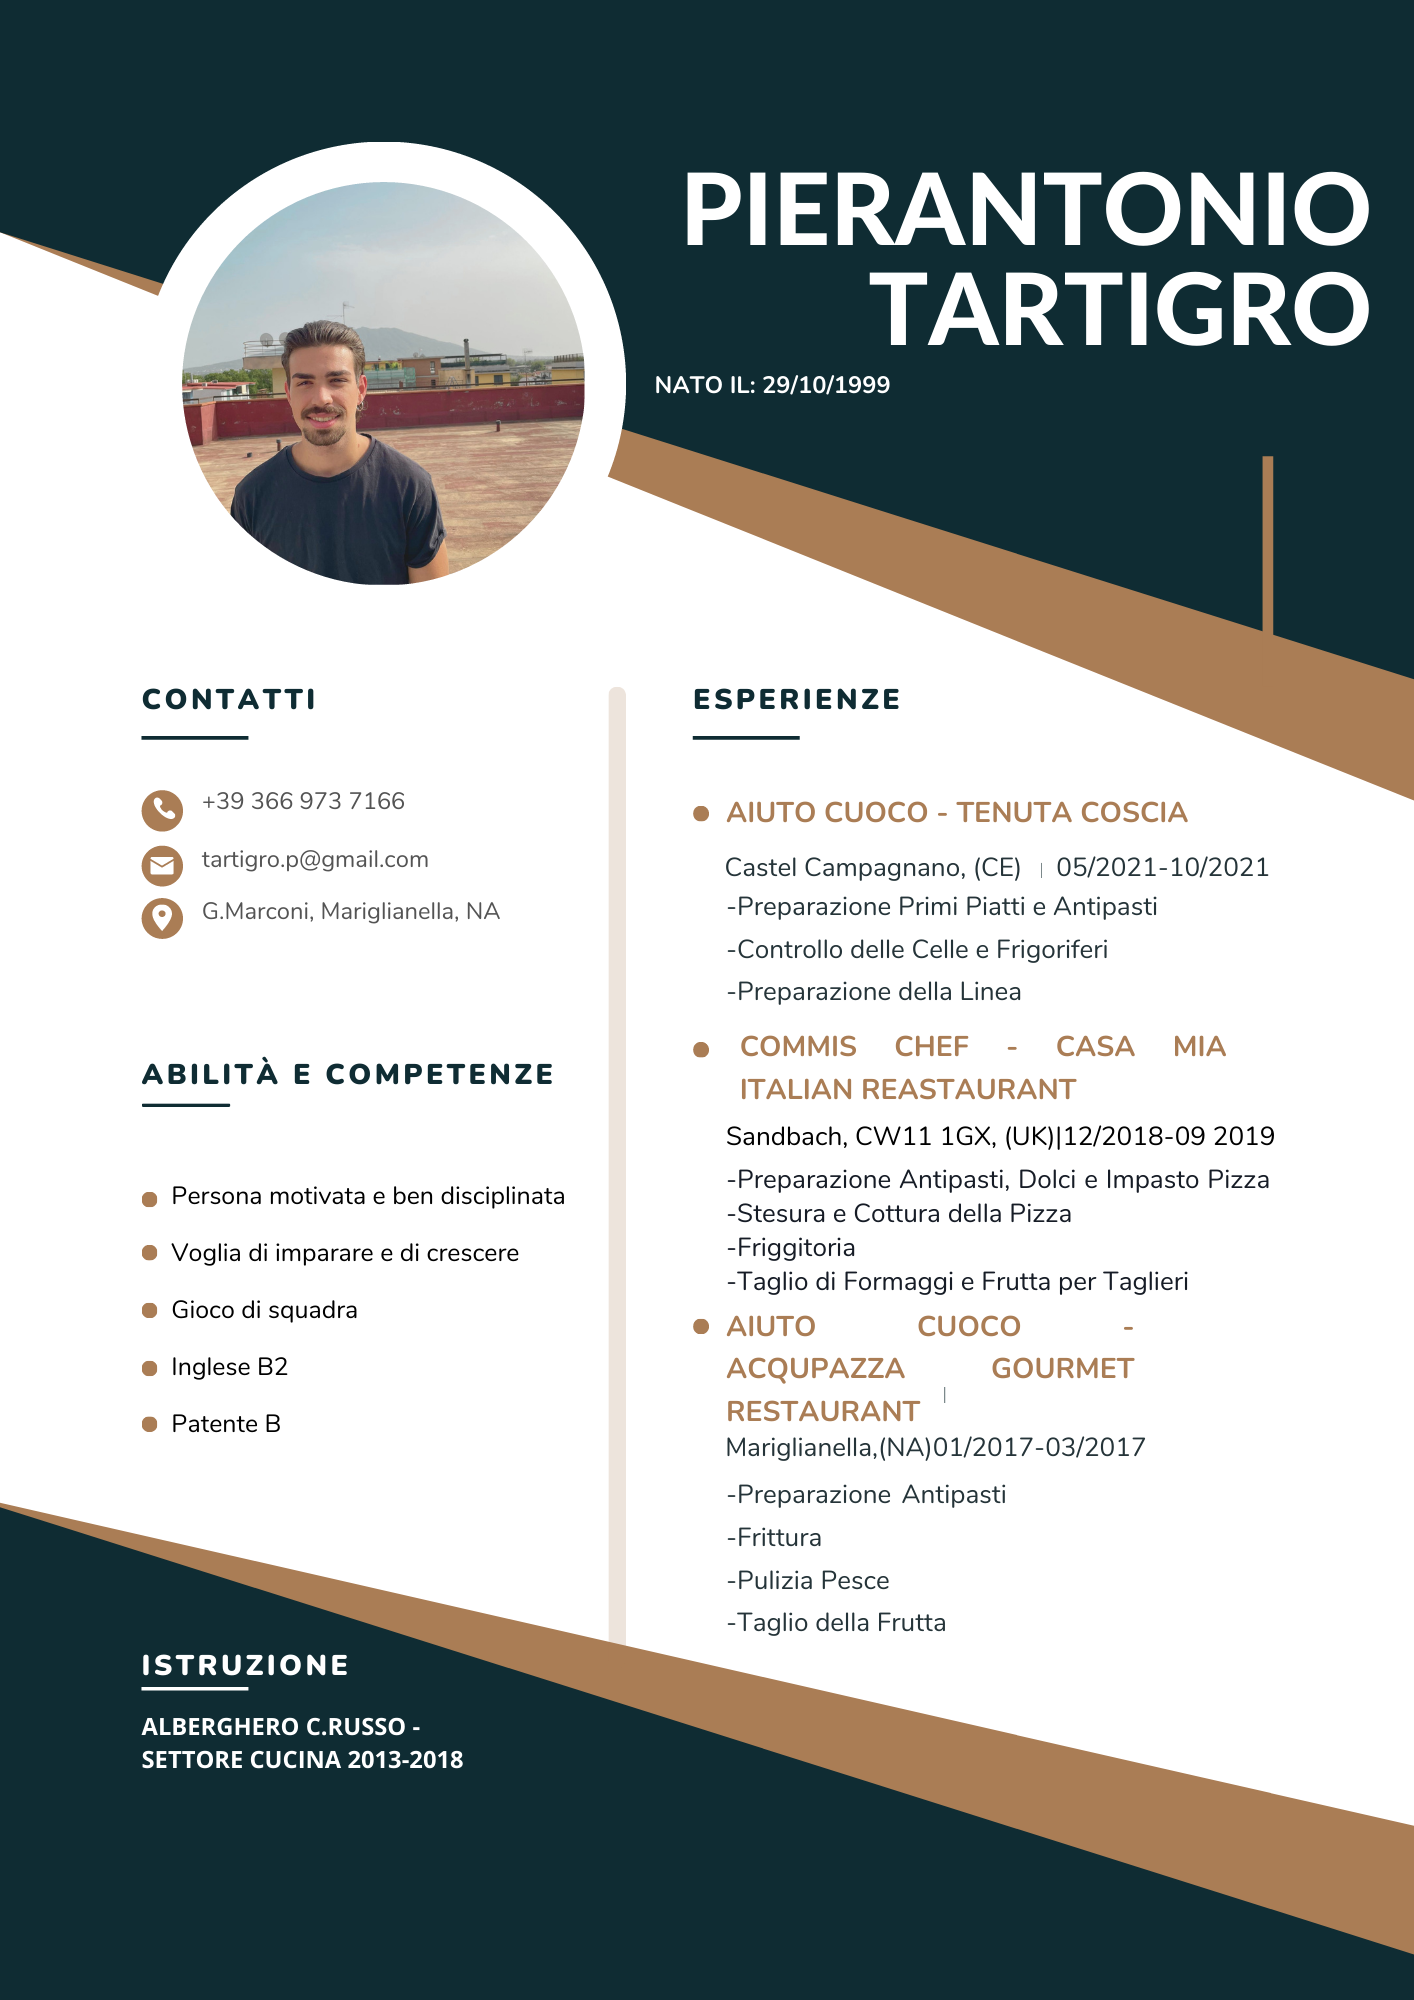 PIERANTONIO
TARTIGRO
NATO IL: 29/10/1999
CONTATTI
+39 366 973 7166
tartigro.p@gmail.com
G.Marconi, Mariglianella, NA
ABILITÀ E COMPETENZE
Persona motivata e ben disciplinata
Voglia di imparare e di crescere
Gioco di squadra
Inglese B2
Patente B
ESPERIENZE
AIUTO CUOCO - TENUTA COSCIA
Castel Campagnano, (CE) | 05/2021-10/2021
-Preparazione Primi Piatti e Antipasti
-Controllo delle Celle e Frigoriferi
-Preparazione della Linea
COMMIS CHEF - CASA MIA
ITALIAN REASTAURANT
Sandbach, CW11 1GX, (UK)|12/2018-09 2019
-Preparazione Antipasti, Dolci e Impasto Pizza
-Stesura e Cottura della Pizza
-Friggitoria
-Taglio di Formaggi e Frutta per Taglieri
AIUTO CUOCO -
ACQUPAZZA GOURMET
RESTAURANT |
Mariglianella,(NA)01/2017-03/2017
-Preparazione Antipasti
-Frittura
-Pulizia Pesce
-Taglio della Frutta
ISTRUZIONE
ALBERGHERO C.RUSSO -
SETTORE CUCINA 2013-2018